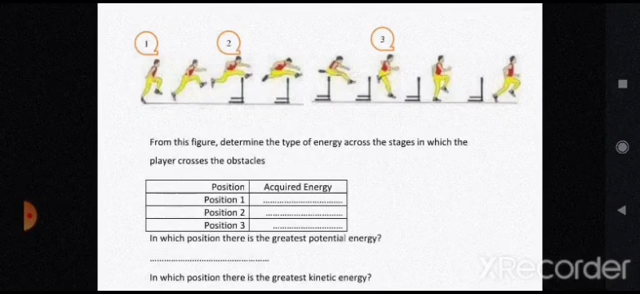 1
2
3
From this figure, determine the type of energy across the stages in which the
player crosses the obstacles
Position Acquired Energy
Position 1 ..............................
Position 2 ..............................
Position 3 ..............................
In which position there is the greatest potential energy?
.............................................
In which position there is the greatest kinetic energy?
XRecorder